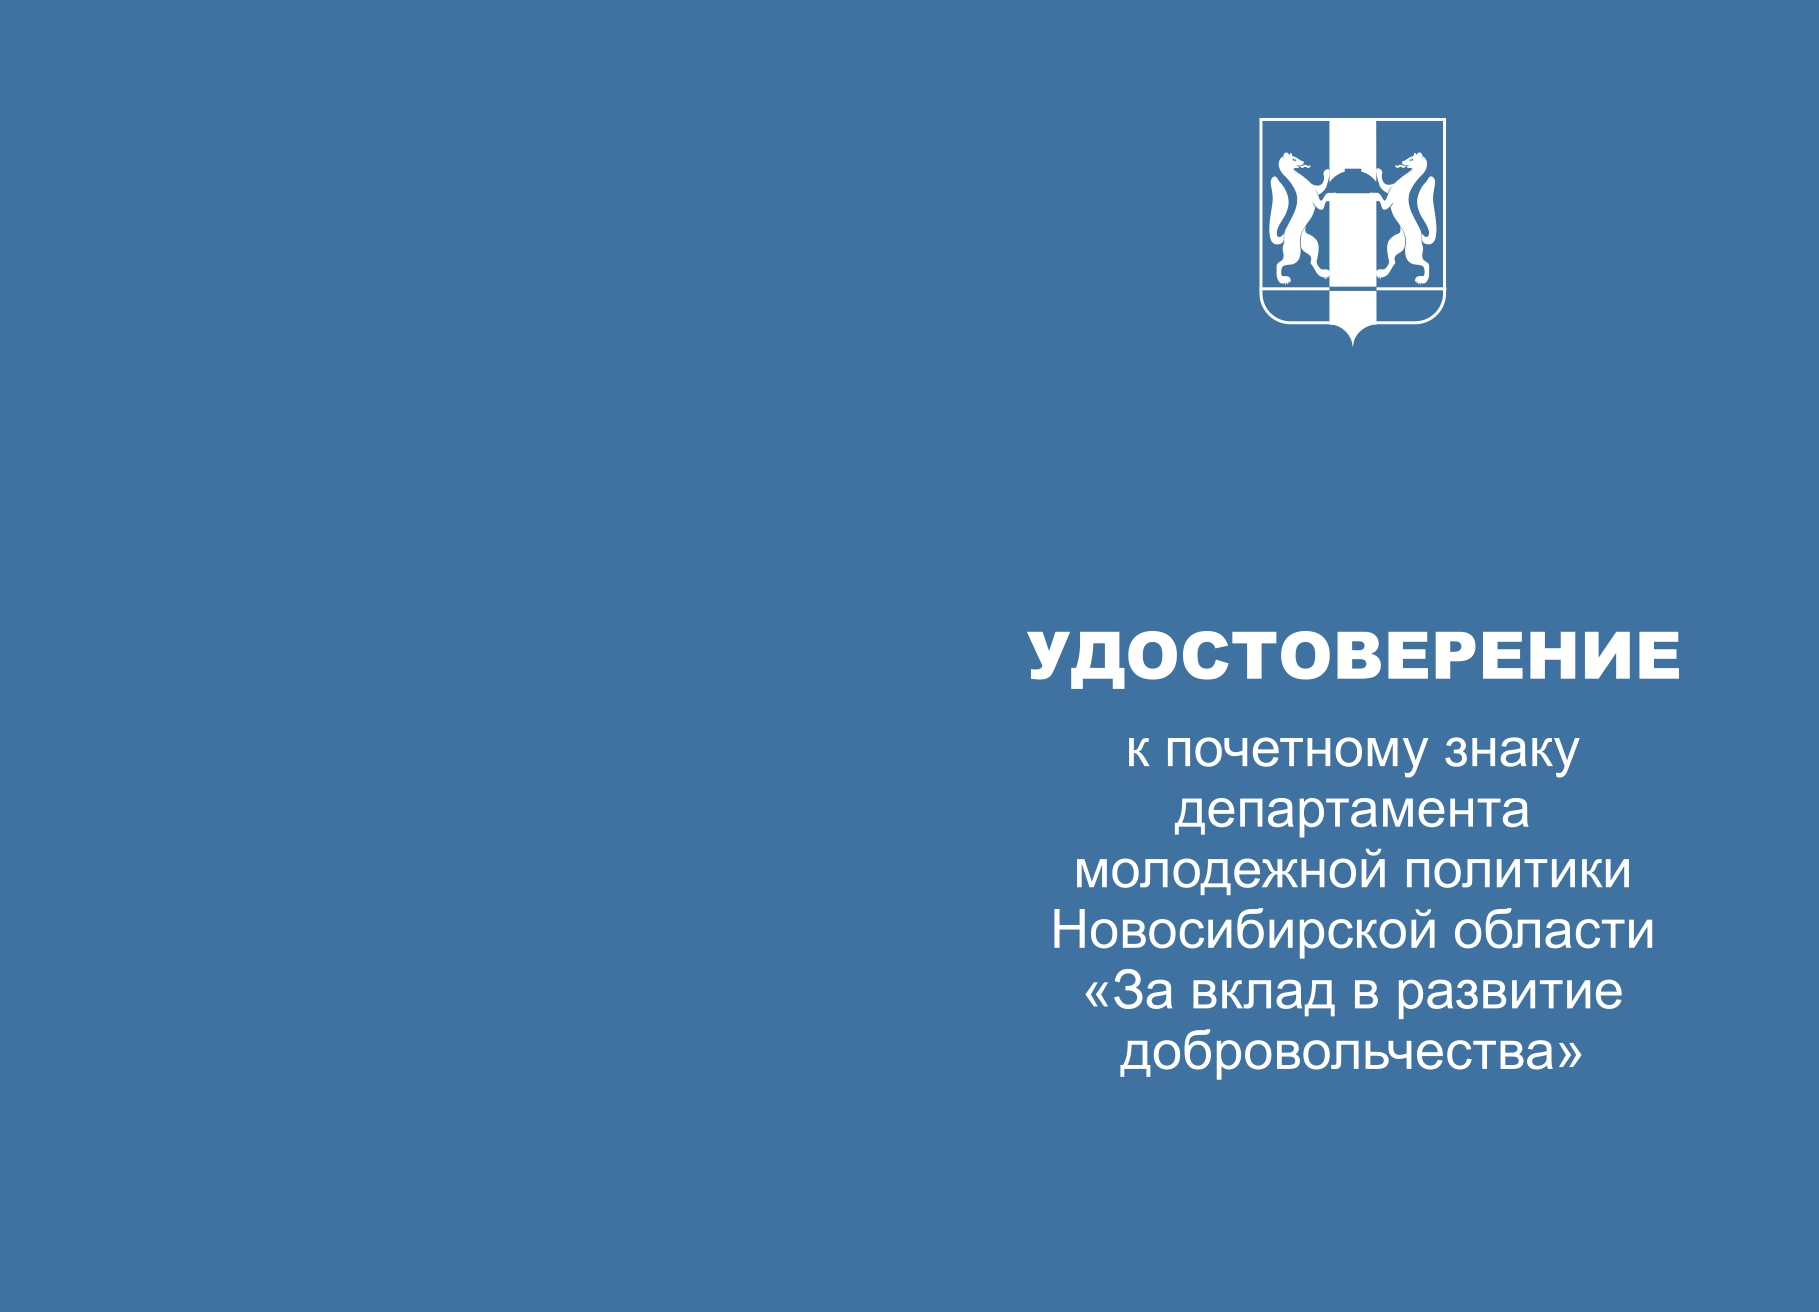 УДОСТОВЕРЕНИЕ
к почетному знаку
департамента
молодежной политики
Новосибирской области
«За вклад в развитие
добровольчества»